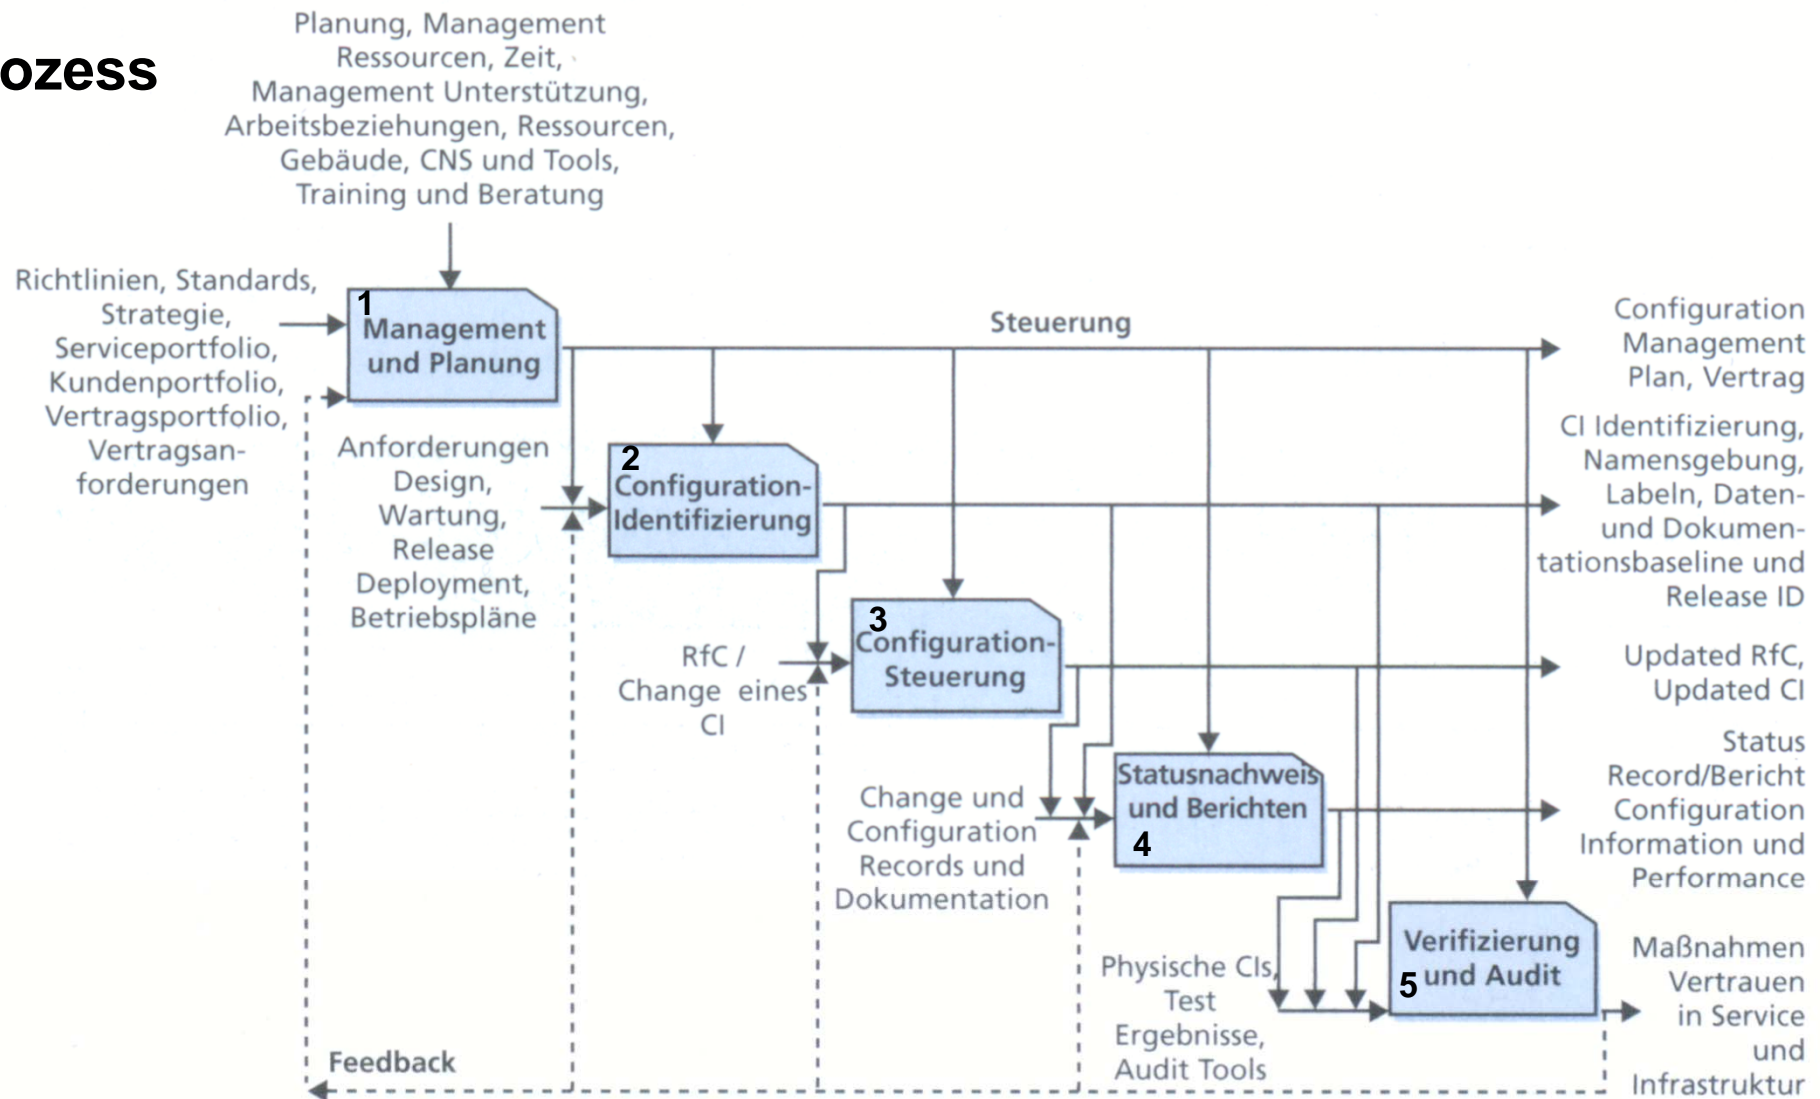 ozess
Planung, Management
Ressourcen, Zeit,
Management Unterstützung,
Arbeitsbeziehungen, Ressourcen,
Gebäude, CNS und Tools,
Training und Beratung
Richtlinien, Standards,
Strategie,
Serviceportfolio,
Kundenportfolio,
Vertragsportfolio,
Vertragsan-
forderungen
1
Management
und Planung
Steuerung
Configuration
Management
Plan, Vertrag
Anforderungen
Design,
Wartung,
Release
Deployment,
Betriebspläne
2
Configuration-
Identifizierung
CI Identifizierung,
Namensgebung,
Labeln, Daten-
und Dokumen-
tationsbaseline und
Release ID
RfC /
Change eines
CI
3
Configuration-
Steuerung
Updated RfC,
Updated CI
Change und
Configuration
Records und
Dokumentation
Statusnachweis
und Berichten
4
Status
Record/Bericht
Configuration
Information und
Performance
Physische CIs,
Test
Ergebnisse,
Audit Tools
Verifizierung
5 und Audit
Maßnahmen
Vertrauen
in Service
und
Infrastruktur
Feedback